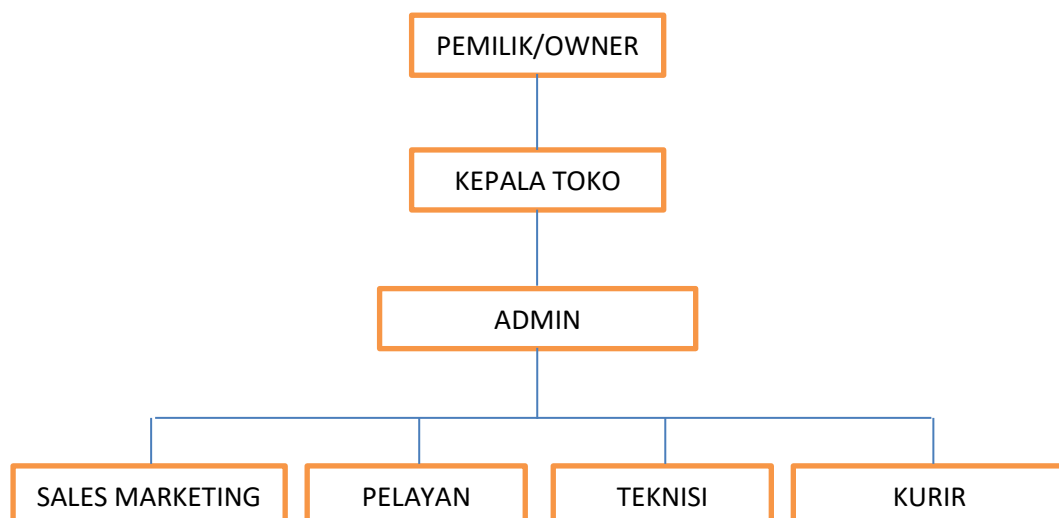 PEMILIK/OWNER
KEPALA TOKO
ADMIN
SALES MARKETING
PELAYAN
TEKNISI
KURIR